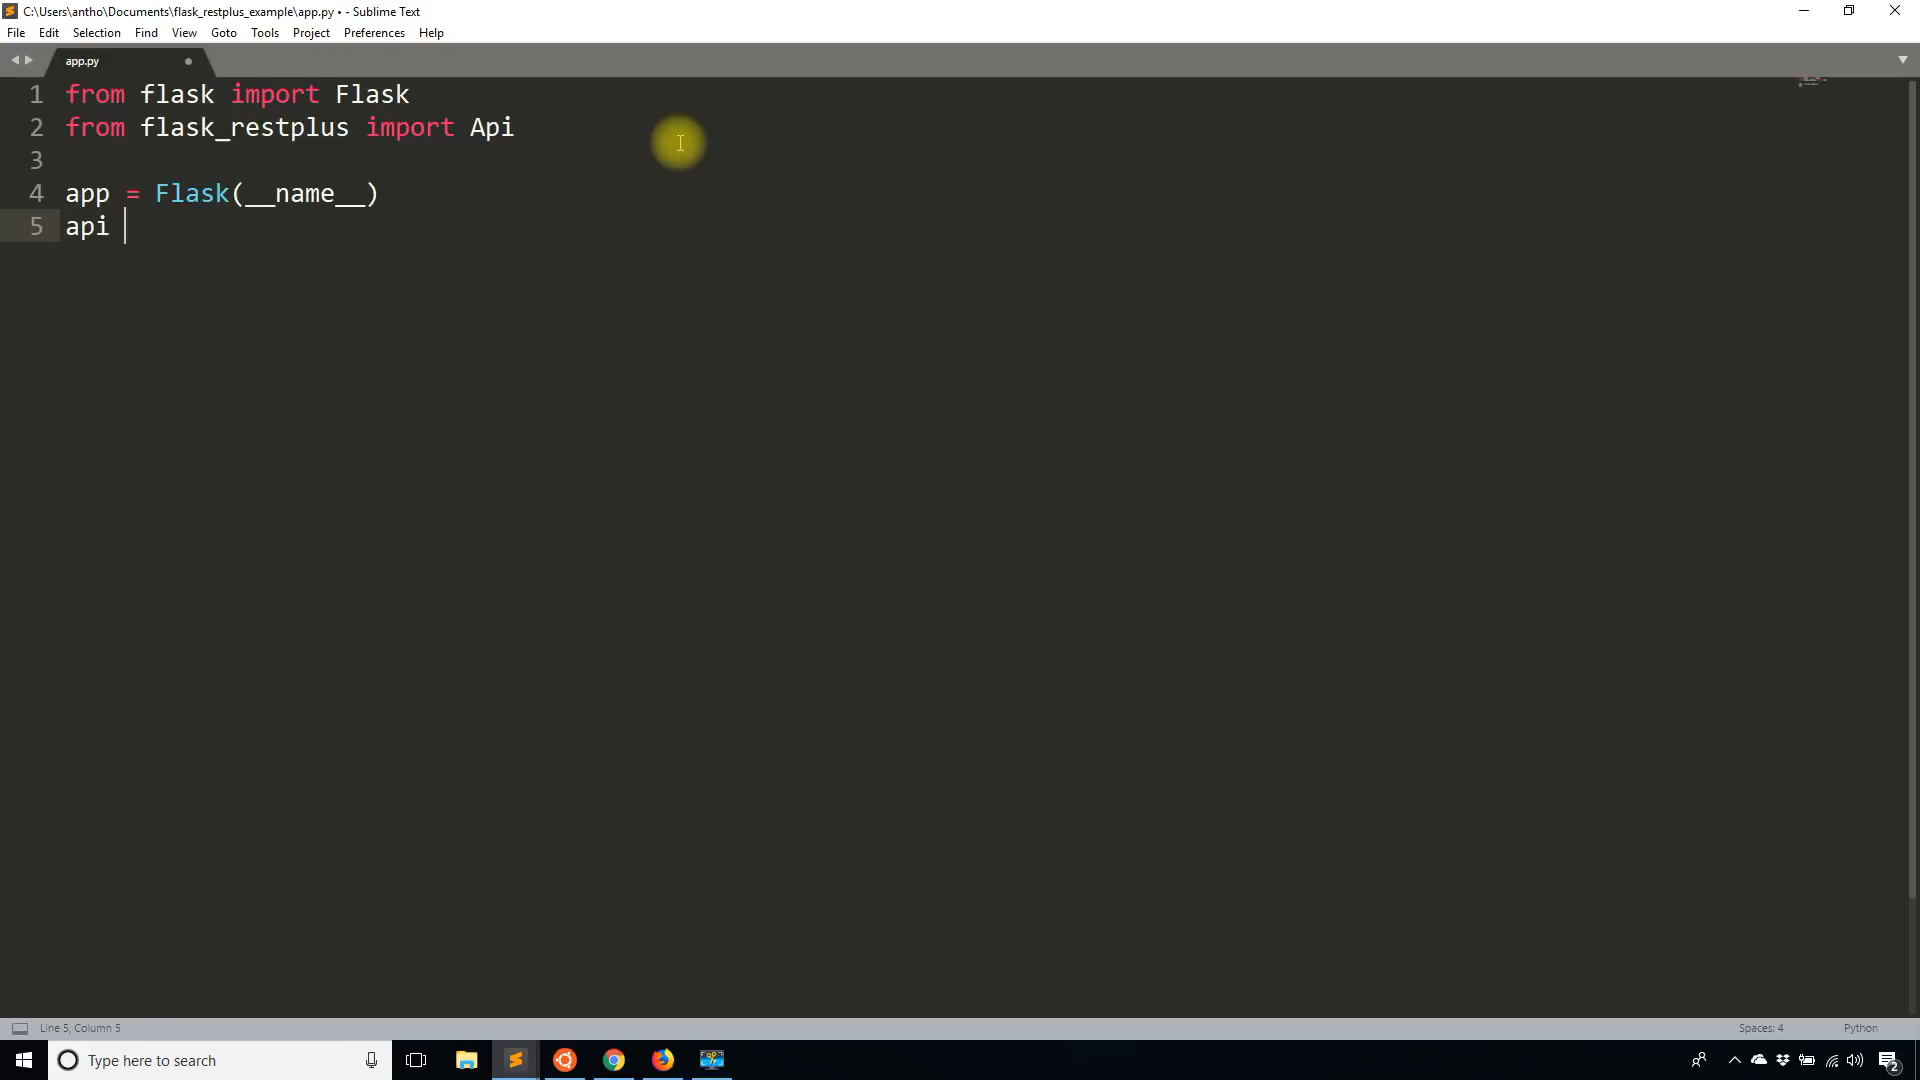 C:\Users\antho\Documents\flask_restplus_example\app.py • - Sublime Text
File Edit Selection Find View Goto Tools Project Preferences Help
app.py
1 from flask import Flask
2 from flask_restplus import Api
3
4 app = Flask(__name__)
5 api
Line 5, Column 5
Spaces: 4
Python
Type here to search
2